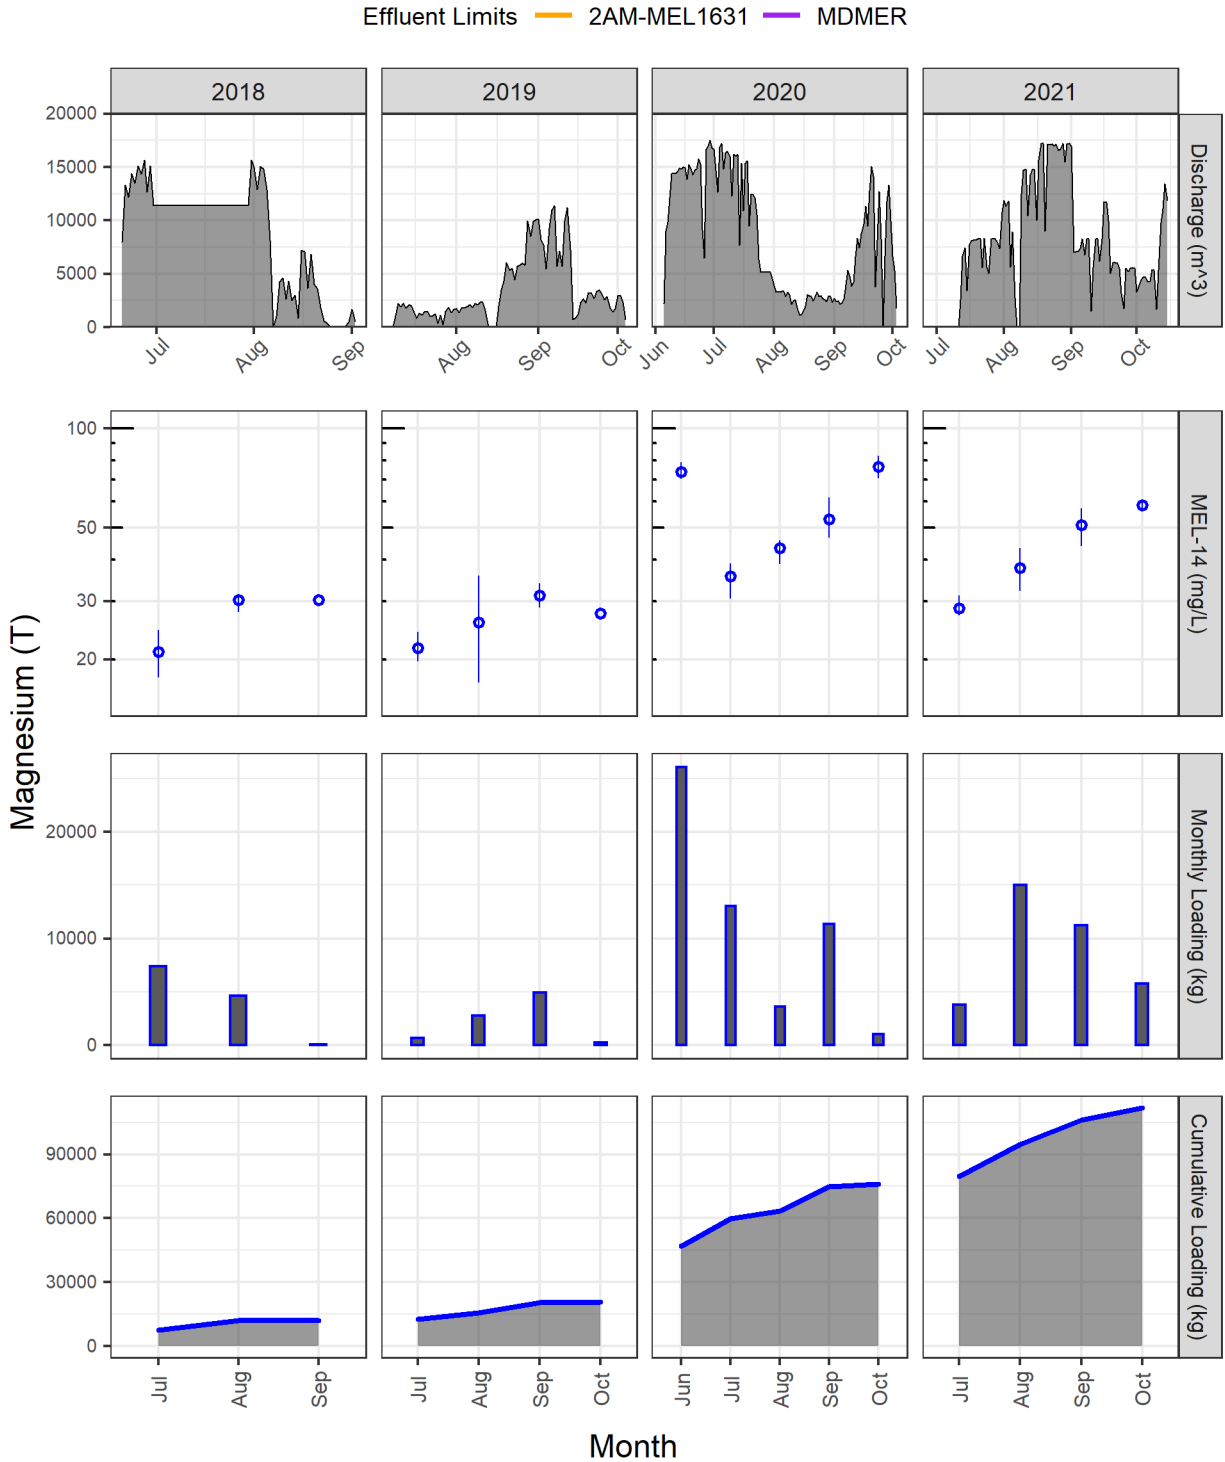 Effluent Limits 2AM-MEL1631 MDMER
2018 2019 2020 2021
20000
15000
10000
5000
0
Discharge (m^3)
Jul Aug Sep Aug Sep Oct Jun Jul Aug Sep Oct Jul Aug Sep Oct
100
50
30
20
MEL-14 (mg/L)
Magnesium (T)
20000
10000
0
Monthly Loading (kg)
90000
60000
30000
0
Cumulative Loading (kg)
Jul Aug Sep Jul Aug Sep Oct Jun Jul Aug Sep Oct Jul Aug Sep Oct
Month